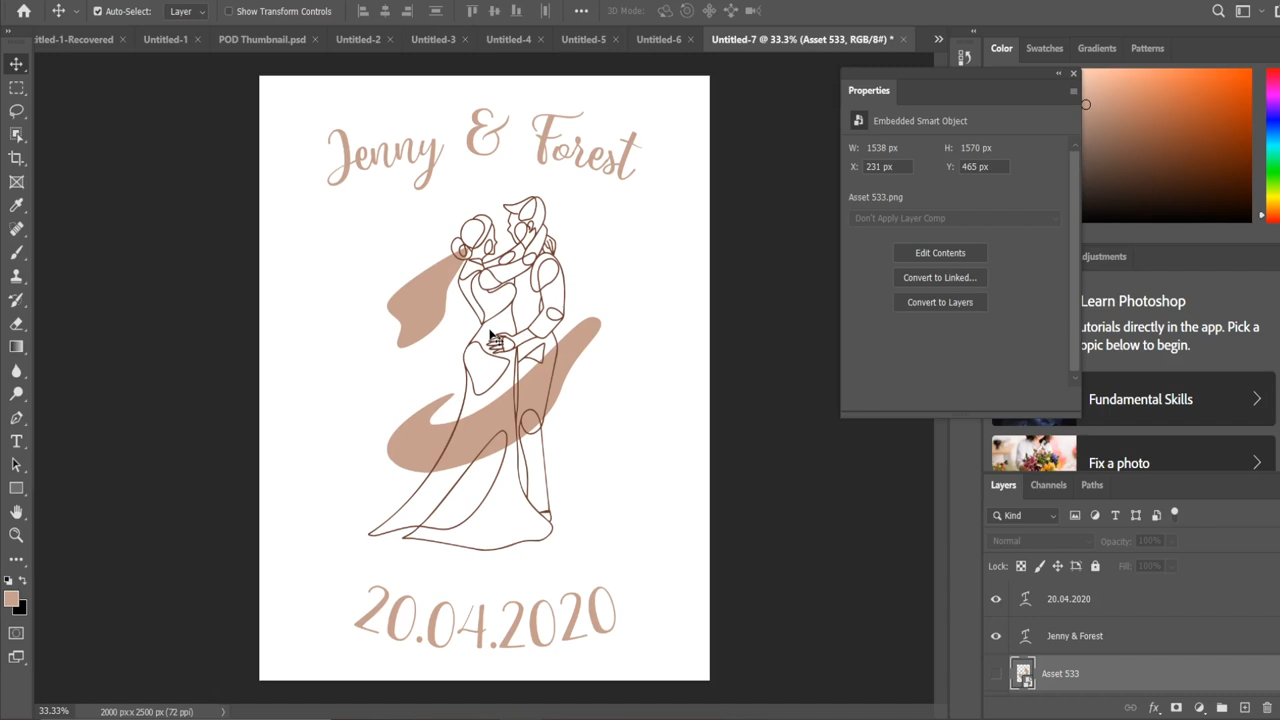 Auto-Select: Layer Show Transform Controls 3D Mode:
titled-1-Recovered Untitled-1 POD Thumbnail.psd Untitled-2 Untitled-3 Untitled-4 Untitled-5 Untitled-6 Untitled-7 @ 33.3% (Asset 533, RGB/8#) *
Color Swatches Gradients Patterns
Properties
Embedded Smart Object
W: 1538 px H: 1570 px
X: 231 px Y: 465 px
Asset 533.png
Don't Apply Layer Comp
Edit Contents
Convert to Linked...
Convert to Layers
Jenny & Forest
20.04.2020
djustments
Learn Photoshop
utorials directly in the app. Pick a
opic below to begin.
Fundamental Skills
Fix a photo
Layers Channels Paths
Kind
Normal Opacity: 100%
Lock: Fill: 100%
20.04.2020
Jenny & Forest
Asset 533
33.33% 2000 px x 2500 px (72 ppi)